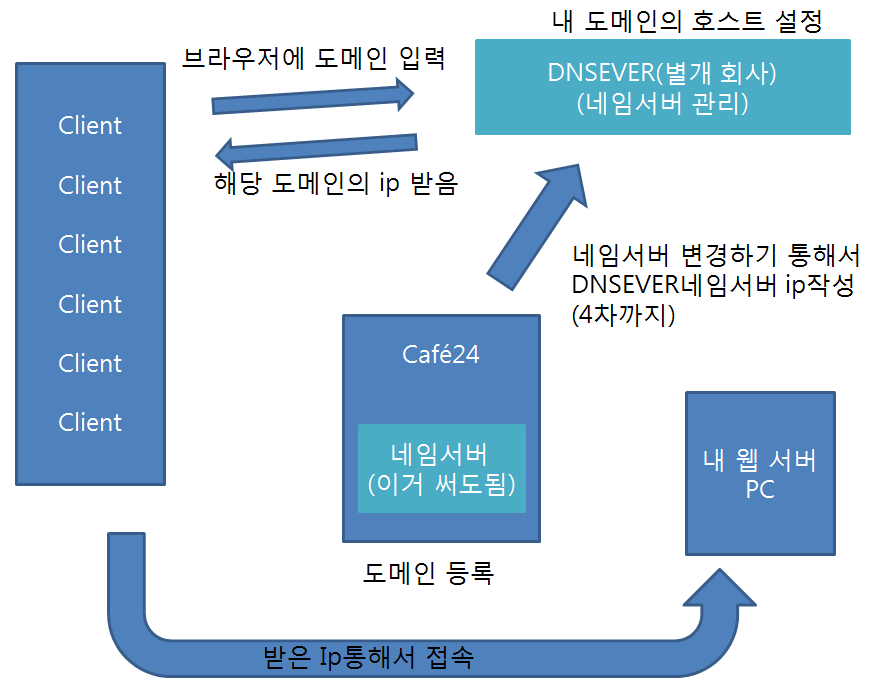 내 도메인의 호스트 설정
브라우저에 도메인 입력
DNSEVER(별개 회사)
(네임서버 관리)
Client
Client
Client
Client
Client
Client
해당 도메인의 ip 받음
네임서버 변경하기 통해서
DNSEVER네임서버 ip작성
(4차까지)
Café24
네임서버
(이거 써도됨)
도메인 등록
내 웹 서버
PC
받은 Ip통해서 접속